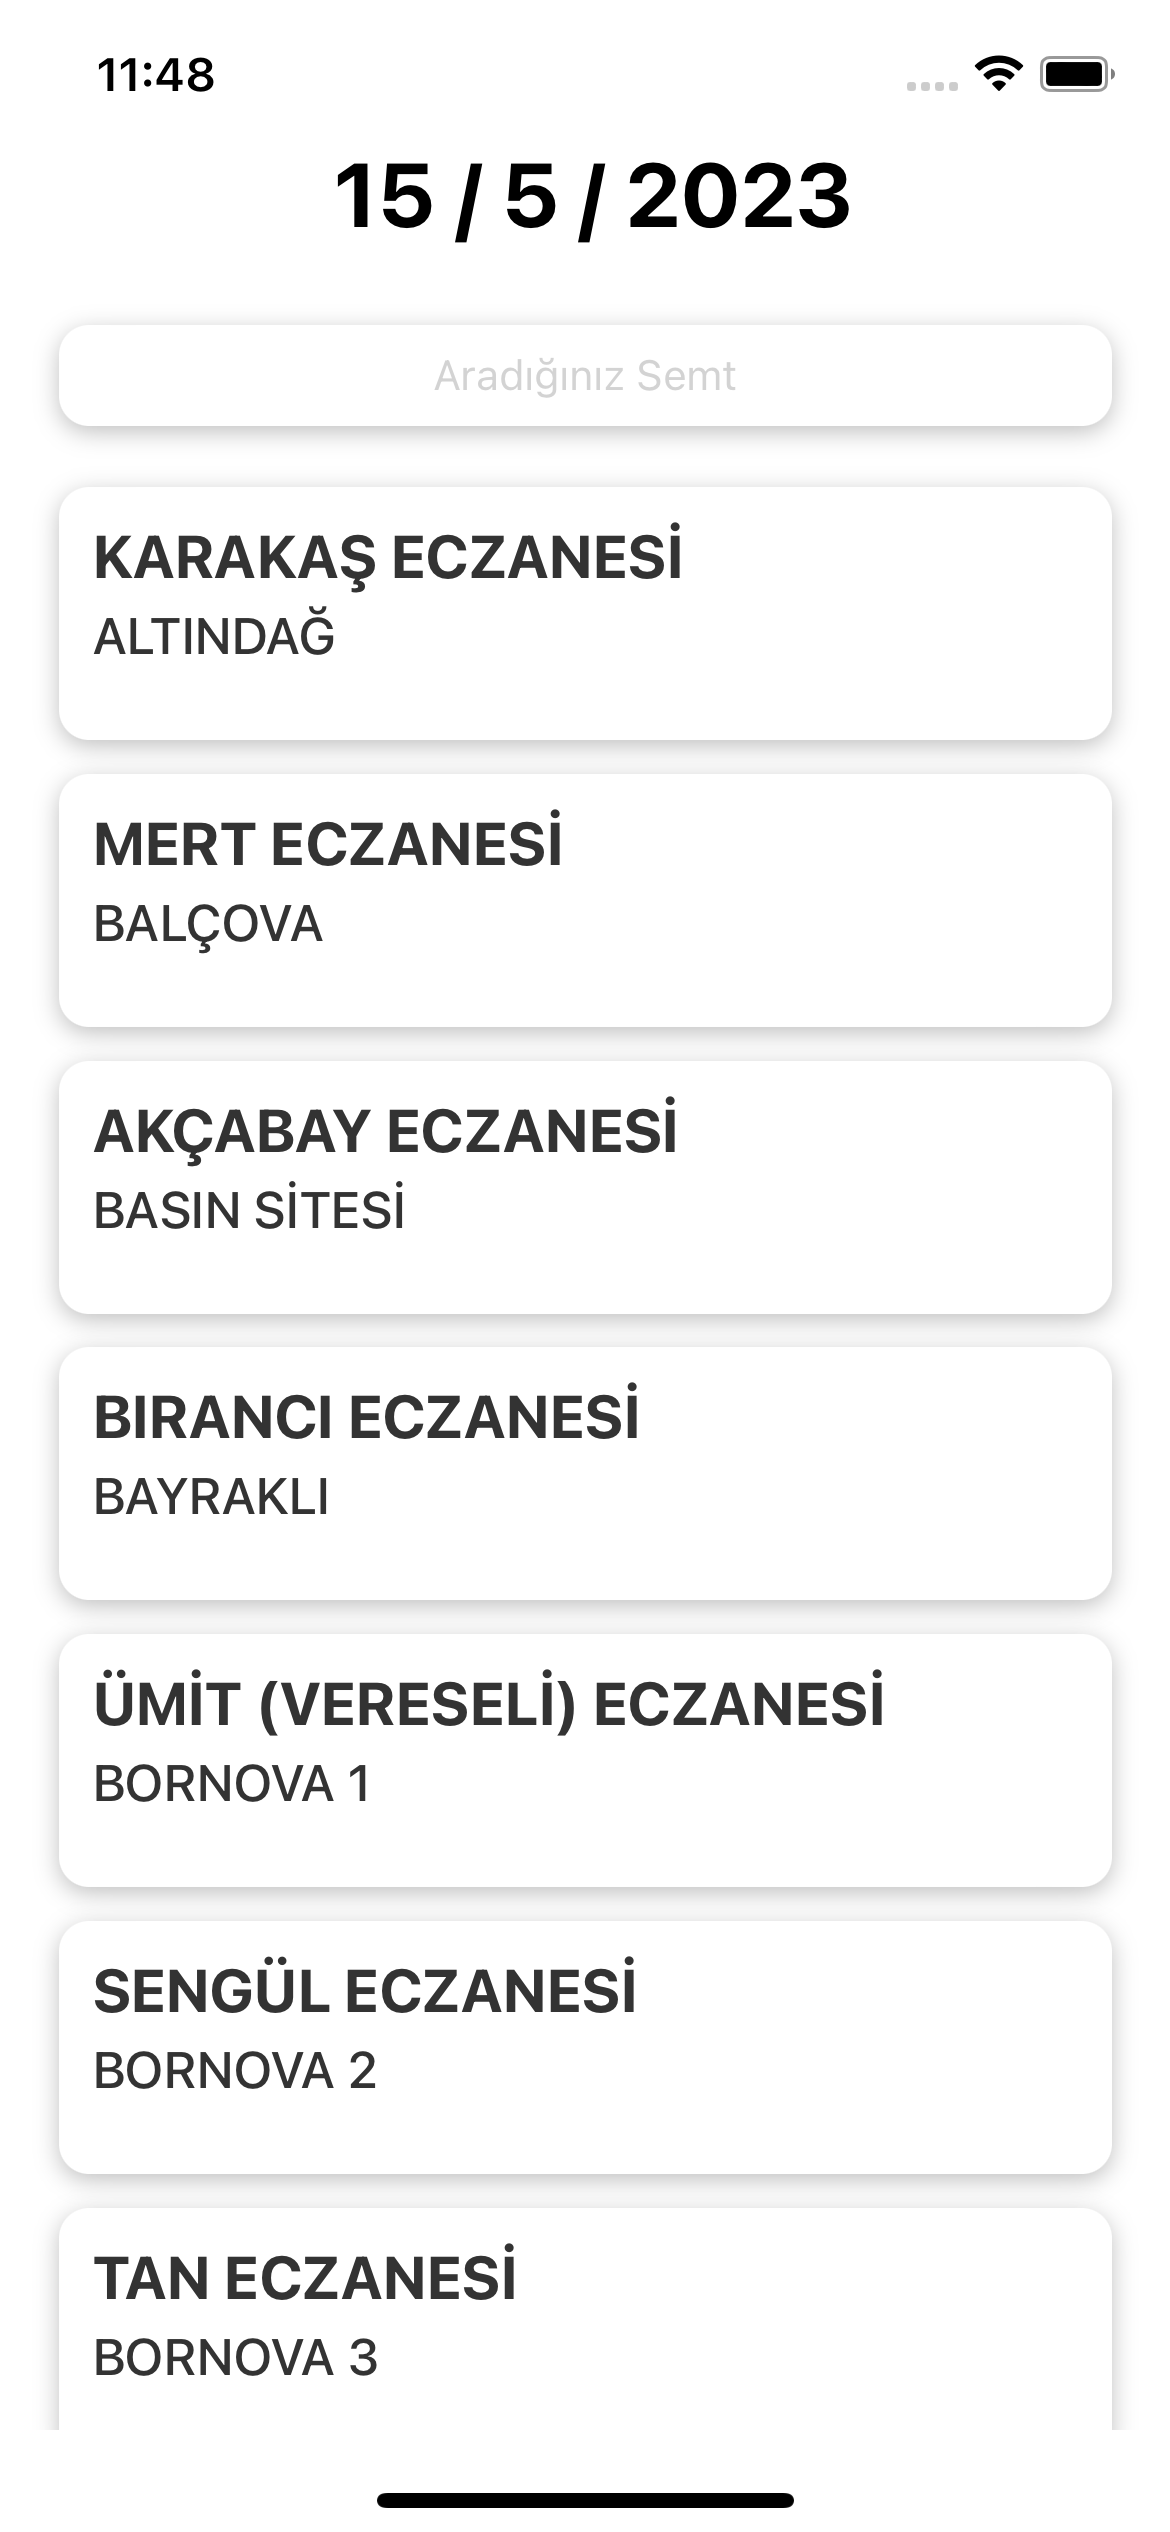 11:48
15 / 5 / 2023
Aradığınız Semt
KARAKAŞ ECZANESİ
ALTINDAĞ
MERT ECZANESİ
BALÇOVA
AKÇABAY ECZANESİ
BASIN SİTESİ
BIRANCI ECZANESİ
BAYRAKLI
ÜMİT (VERESELİ) ECZANESİ
BORNOVA 1
SENGÜL ECZANESİ
BORNOVA 2
TAN ECZANESİ
BORNOVA 3